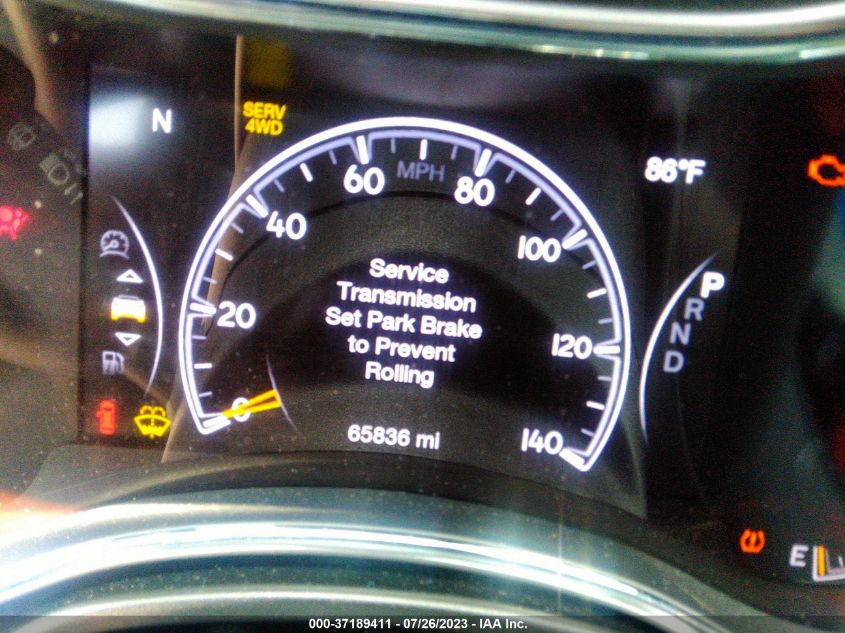 N
SERV
4WD
86°F
MPH
0
20
40
60
80
100
120
140
Service
Transmission
Set Park Brake
to Prevent
Rolling
65836 mi
P
R
N
D
E
000-37189411 - 07/26/2023 - IAA Inc.